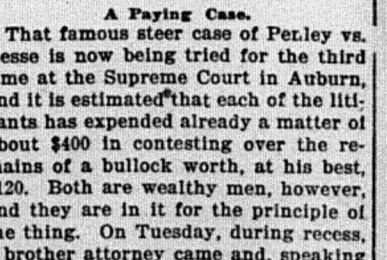 A Paying Case.
That famous steer case of Perley vs.
esse is now being tried for the third
me at the Supreme Court in Auburn,
nd it is estimated that each of the liti-
ants has expended already a matter of
bout $400 in contesting over the re-
ains of a bullock worth, at his best,
120. Both are wealthy men, however,
nd they are in it for the principle of
e thing. On Tuesday, during recess,
brother attorney came and, speaking